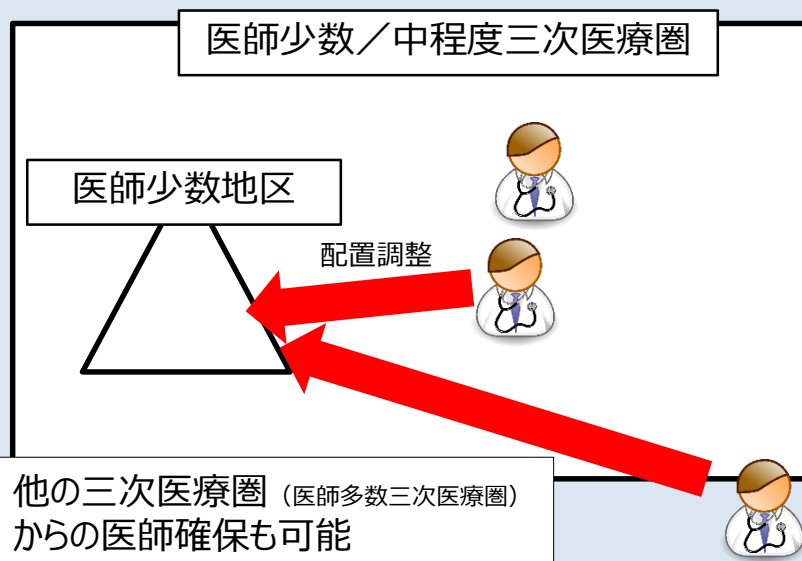 医師少数／中程度三次医療圏
医師少数地区
配置調整
他の三次医療圏（医師多数三次医療圏）
からの医師確保も可能